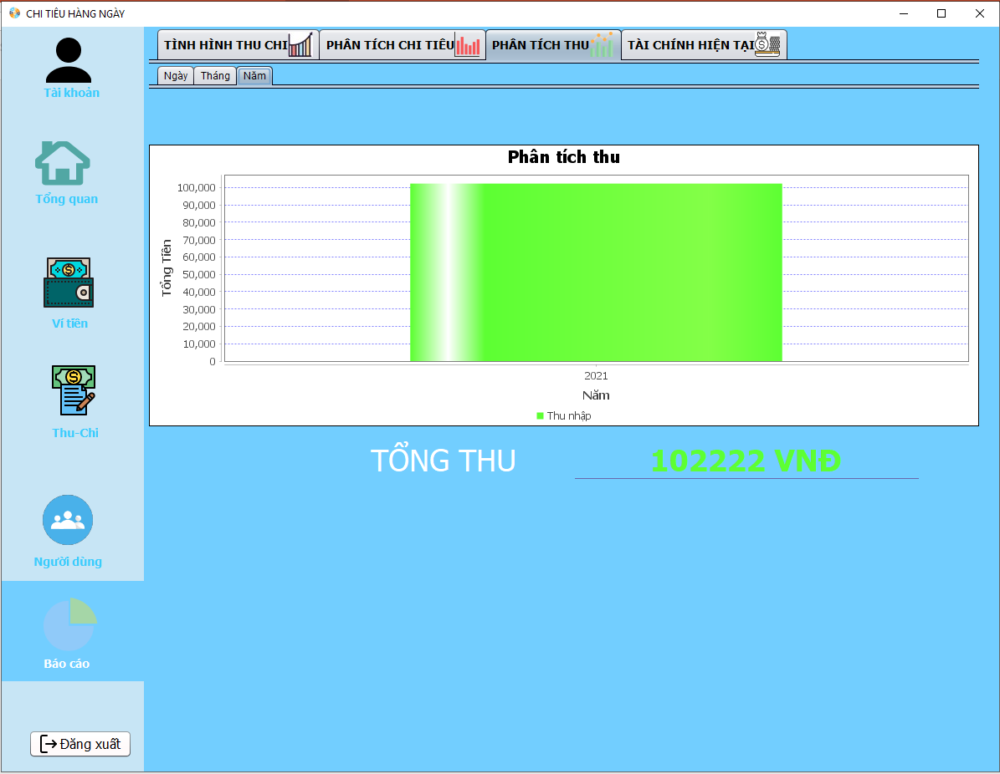 CHI TIÊU HÀNG NGÀY
Tài khoản
Tổng quan
Ví tiền
Thu-Chi
Người dùng
Báo cáo
Đăng xuất
TÌNH HÌNH THU CHI
PHÂN TÍCH CHI TIÊU
PHÂN TÍCH THU
TÀI CHÍNH HIỆN TẠI
Ngày
Tháng
Năm
Phân tích thu
Tổng Tiền
100,000
90,000
80,000
70,000
60,000
50,000
40,000
30,000
20,000
10,000
0
2021
Năm
Thu nhập
TỔNG THU
102222 VNĐ